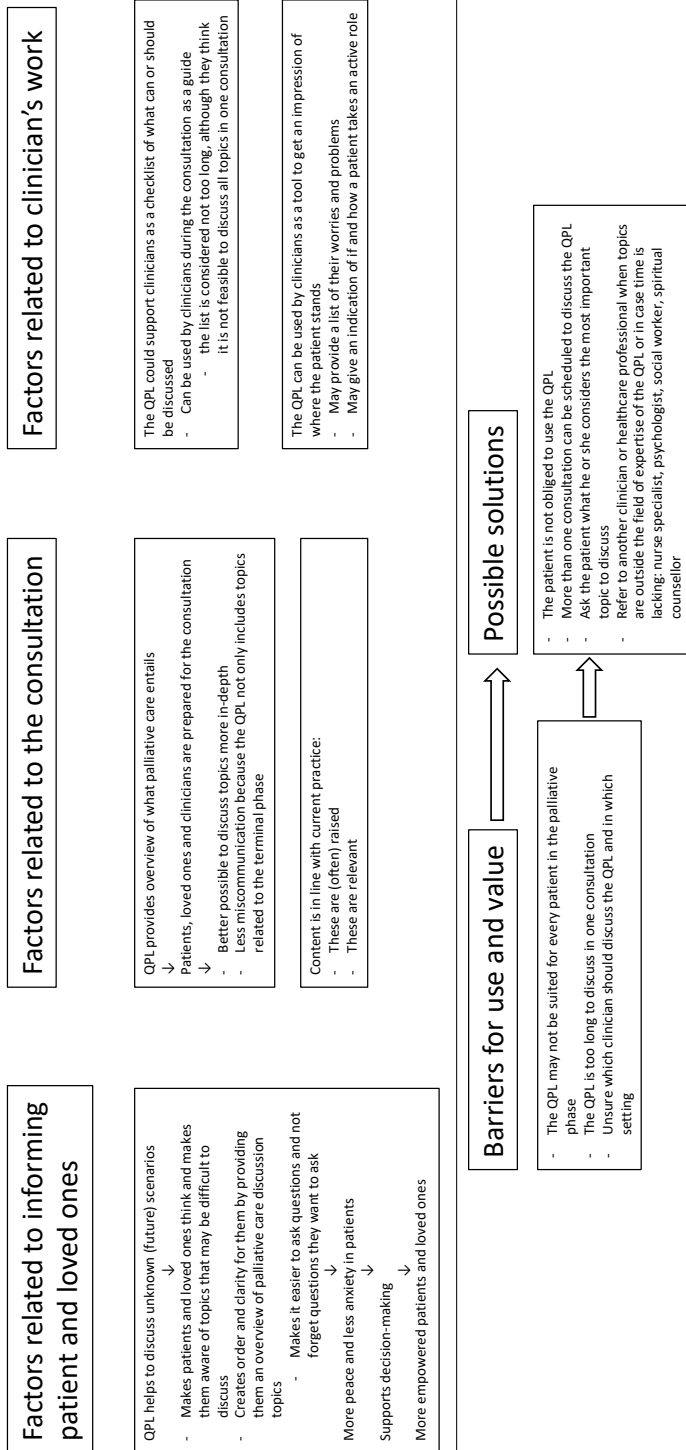 Factors related to informing
patient and loved ones
QPL helps to discuss unknown (future) scenarios
↓
- Makes patients and loved ones think and makes
them aware of topics that may be difficult to
discuss
- Creates order and clarity for them by providing
them an overview of palliative care discussion
topics
- Makes it easier to ask questions and not
forget questions they want to ask
↓
More peace and less anxiety in patients
↓
Supports decision-making
↓
More empowered patients and loved ones
Factors related to the consultation
QPL provides overview of what palliative care entails
↓
Patients, loved ones and clinicians are prepared for the consultation
↓
- Better possible to discuss topics more in-depth
- Less miscommunication because the QPL not only includes topics
related to the terminal phase
Content is in line with current practice:
- These are (often) raised
- These are relevant
Factors related to clinician's work
The QPL could support clinicians as a checklist of what can or should
be discussed
- Can be used by clinicians during the consultation as a guide
- the list is considered not too long, although they think
it is not feasible to discuss all topics in one consultation
The QPL can be used by clinicians as a tool to get an impression of
where the patient stands
- May provide a list of their worries and problems
- May give an indication of if and how a patient takes an active role
Barriers for use and value
- The QPL may not be suited for every patient in the palliative
phase
- The QPL is too long to discuss in one consultation
- Unsure which clinician should discuss the QPL and in which
setting
Possible solutions
- The patient is not obliged to use the QPL
- More than one consultation can be scheduled to discuss the QPL
- Ask the patient what he or she considers the most important
topic to discuss
- Refer to another clinician or healthcare professional when topics
are outside the field of expertise of the QPL or in case time is
lacking: nurse specialist, psychologist, social worker, spiritual
counsellor